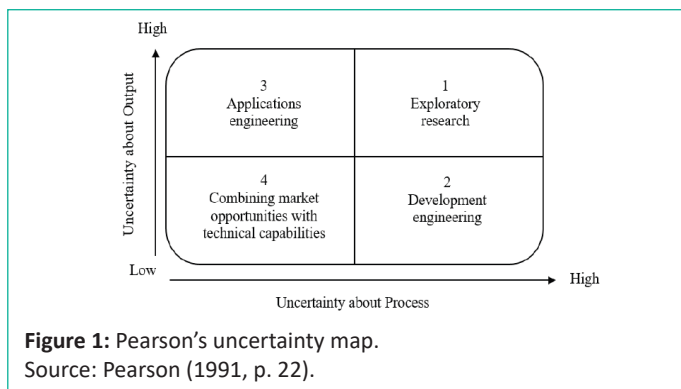 High
Uncertainty about Output
3
Applications
engineering
1
Exploratory
research
4
Combining market
opportunities with
technical capabilities
2
Development
engineering
Low
High
Uncertainty about Process
Figure 1: Pearson’s uncertainty map.
Source: Pearson (1991, p. 22).